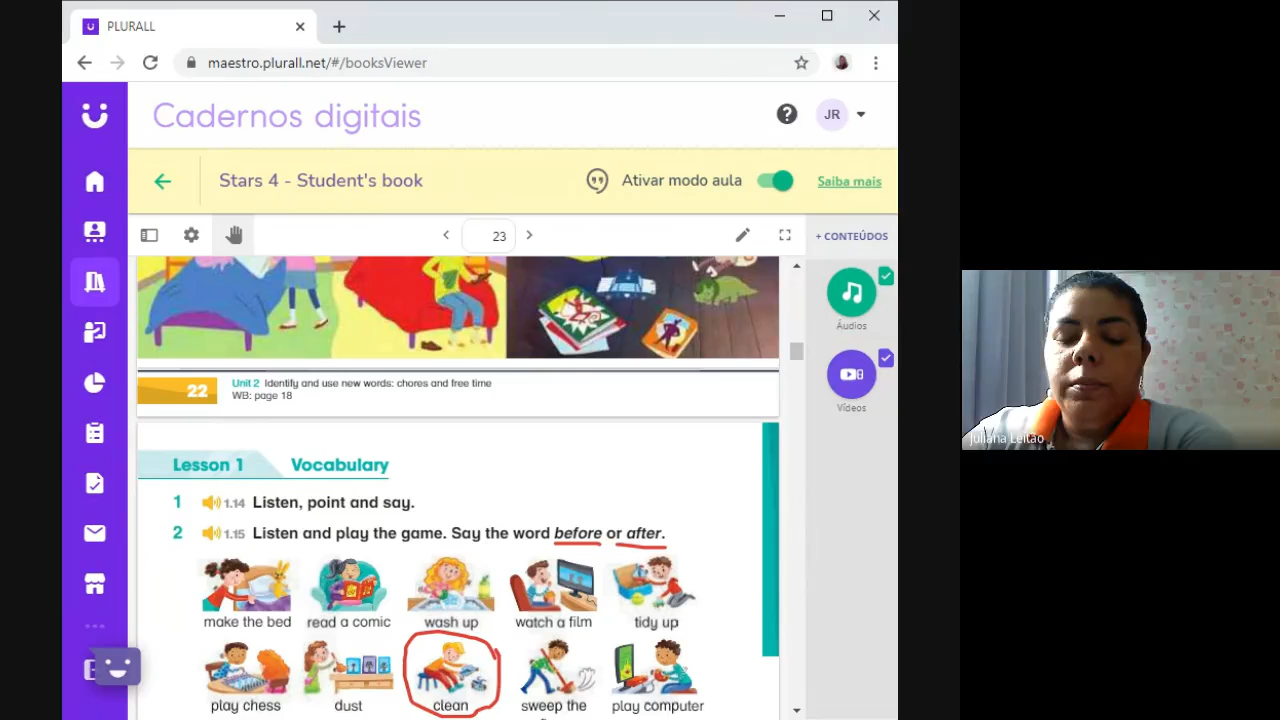 PLURALL
maestro.plurall.net/#/booksViewer
Cadernos digitais
JR
Stars 4 - Student's book
Ativar modo aula
Saiba mais
23
+ CONTEÚDOS
Áudios
Vídeos
22
Unit 2 Identify and use new words: chores and free time
WB: page 18
Lesson 1 Vocabulary
1 1.14 Listen, point and say.
2 1.15 Listen and play the game. Say the word before or after.
make the bed read a comic wash up watch a film tidy up
play chess dust clean sweep the play computer
Juliana Leitão